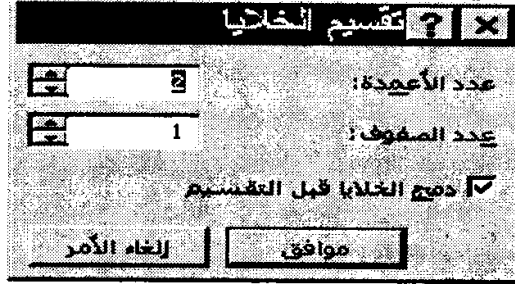 تقسيم الخلايا
عدد الأعمدة: 2
عدد الصفوف: 1
دمج الخلايا قبل التقسيم
موافق إلغاء الأمر